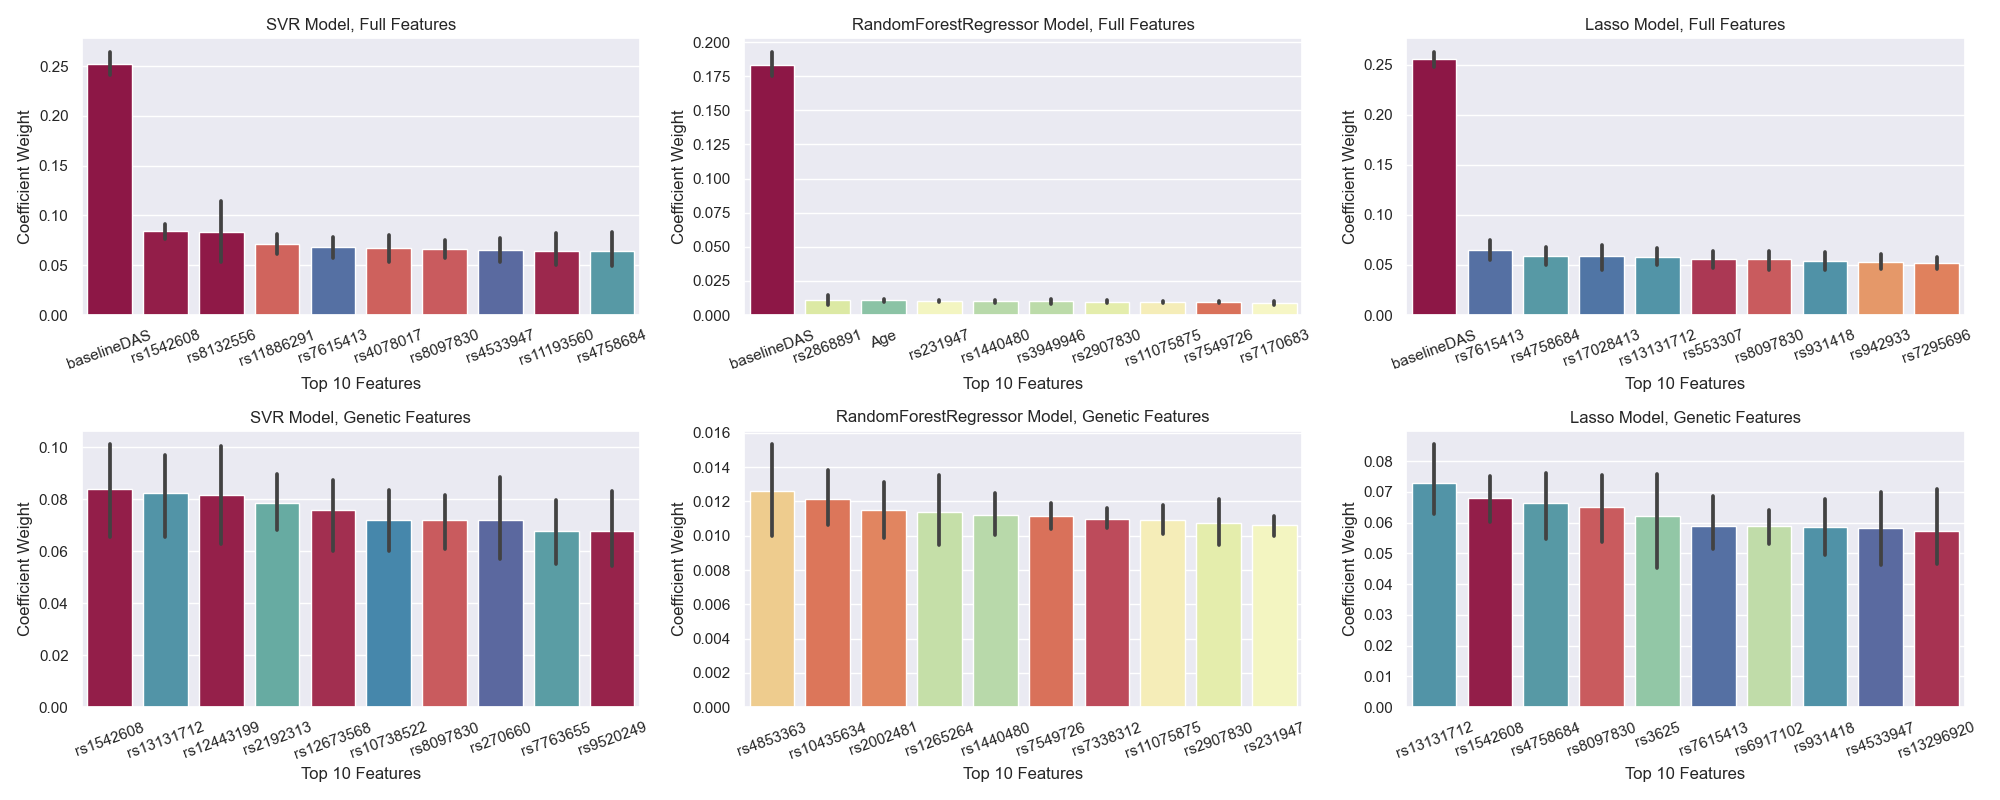 SVR Model, Full Features
Coefficient Weight
0.25
0.20
0.15
0.10
0.05
0.00
baselineDAS rs1542608 rs8132556 rs11886291 rs7615413 rs4078017 rs8097830 rs4533947 rs11193560 rs4758684
Top 10 Features
RandomForestRegressor Model, Full Features
Coefficient Weight
0.200
0.175
0.150
0.125
0.100
0.075
0.050
0.025
0.000
baselineDAS rs2868891 Age rs231947 rs1440480 rs3949946 rs2907830 rs11075875 rs7549726 rs7170683
Top 10 Features
Lasso Model, Full Features
Coefficient Weight
0.25
0.20
0.15
0.10
0.05
0.00
baselineDAS rs7615413 rs4758684 rs17028413 rs13131712 rs553307 rs8097830 rs931418 rs942933 rs7295696
Top 10 Features
SVR Model, Genetic Features
Coefficient Weight
0.10
0.08
0.06
0.04
0.02
0.00
rs1542608 rs13131712 rs12443199 rs2192313 rs12673568 rs10738522 rs8097830 rs270660 rs7763655 rs9520249
Top 10 Features
RandomForestRegressor Model, Genetic Features
Coefficient Weight
0.016
0.014
0.012
0.010
0.008
0.006
0.004
0.002
0.000
rs4853363 rs10435634 rs2002481 rs1265264 rs1440480 rs7549726 rs7338312 rs11075875 rs2907830 rs231947
Top 10 Features
Lasso Model, Genetic Features
Coefficient Weight
0.08
0.07
0.06
0.05
0.04
0.03
0.02
0.01
0.00
rs13131712 rs1542608 rs4758684 rs8097830 rs3625 rs7615413 rs6917102 rs931418 rs4533947 rs13296920
Top 10 Features